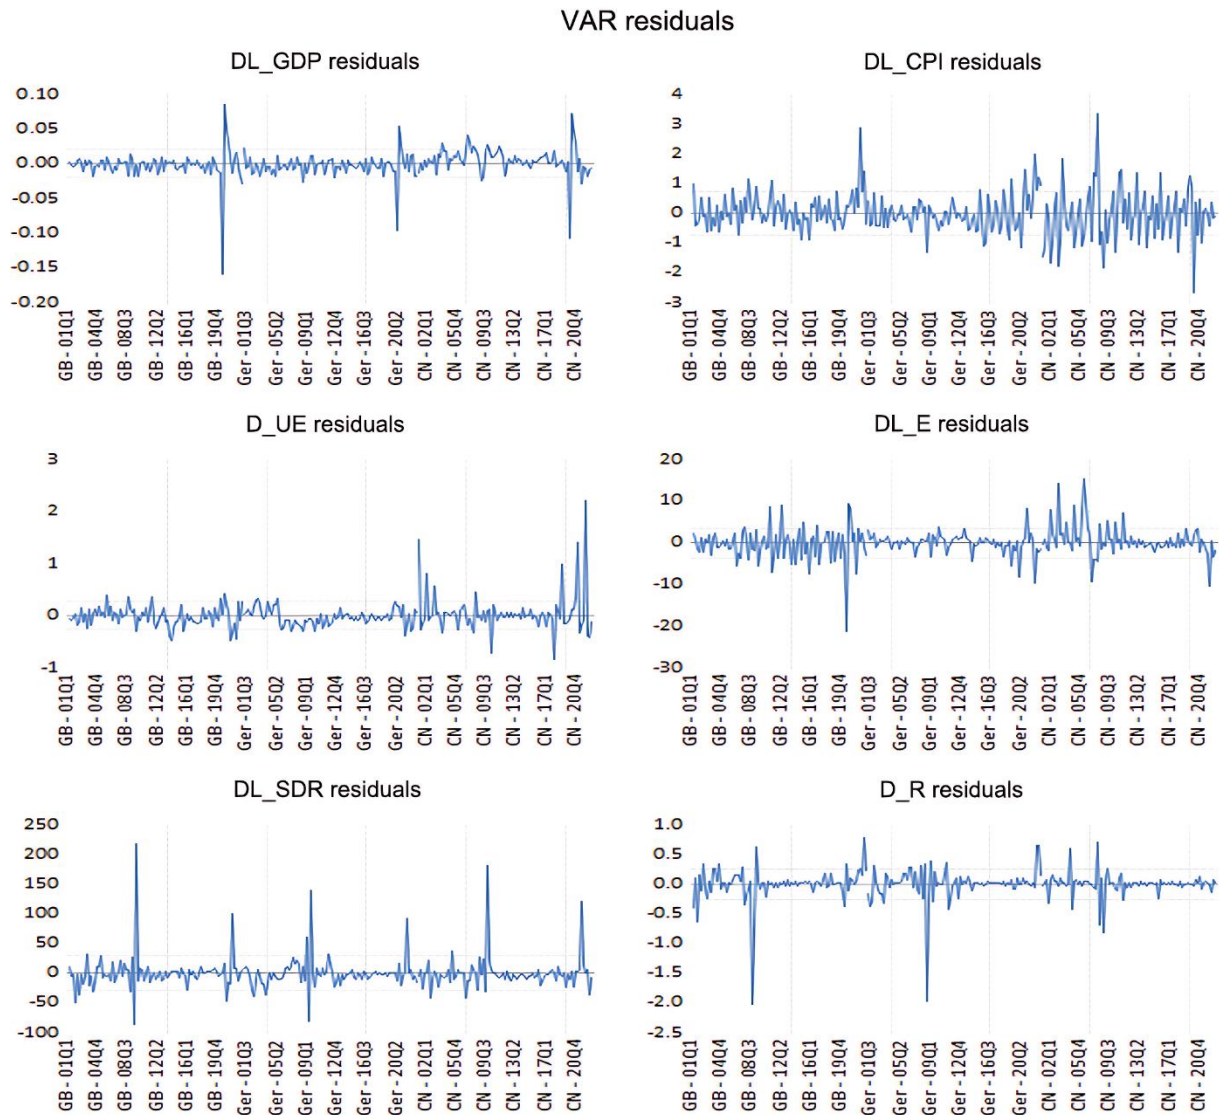 VAR residuals
DL_GDP residuals
0.10
0.05
0.00
-0.05
-0.10
-0.15
-0.20
GB - 01Q1
GB - 04Q4
GB - 08Q3
GB - 12Q2
GB - 16Q1
GB - 19Q4
Ger - 01Q3
Ger - 05Q2
Ger - 09Q1
Ger - 12Q4
Ger - 16Q3
Ger - 20Q2
CN - 02Q1
CN - 05Q4
CN - 09Q3
CN - 13Q2
CN - 17Q1
CN - 20Q4
DL_CPI residuals
4
3
2
1
0
-1
-2
-3
GB - 01Q1
GB - 04Q4
GB - 08Q3
GB - 12Q2
GB - 16Q1
GB - 19Q4
Ger - 01Q3
Ger - 05Q2
Ger - 09Q1
Ger - 12Q4
Ger - 16Q3
Ger - 20Q2
CN - 02Q1
CN - 05Q4
CN - 09Q3
CN - 13Q2
CN - 17Q1
CN - 20Q4
D_UE residuals
3
2
1
0
-1
GB - 01Q1
GB - 04Q4
GB - 08Q3
GB - 12Q2
GB - 16Q1
GB - 19Q4
Ger - 01Q3
Ger - 05Q2
Ger - 09Q1
Ger - 12Q4
Ger - 16Q3
Ger - 20Q2
CN - 02Q1
CN - 05Q4
CN - 09Q3
CN - 13Q2
CN - 17Q1
CN - 20Q4
DL_E residuals
20
10
0
-10
-20
-30
GB - 01Q1
GB - 04Q4
GB - 08Q3
GB - 12Q2
GB - 16Q1
GB - 19Q4
Ger - 01Q3
Ger - 05Q2
Ger - 09Q1
Ger - 12Q4
Ger - 16Q3
Ger - 20Q2
CN - 02Q1
CN - 05Q4
CN - 09Q3
CN - 13Q2
CN - 17Q1
CN - 20Q4
DL_SDR residuals
250
200
150
100
50
0
-50
-100
GB - 01Q1
GB - 04Q4
GB - 08Q3
GB - 12Q2
GB - 16Q1
GB - 19Q4
Ger - 01Q3
Ger - 05Q2
Ger - 09Q1
Ger - 12Q4
Ger - 16Q3
Ger - 20Q2
CN - 02Q1
CN - 05Q4
CN - 09Q3
CN - 13Q2
CN - 17Q1
CN - 20Q4
D_R residuals
1.0
0.5
0.0
-0.5
-1.0
-1.5
-2.0
-2.5
GB - 01Q1
GB - 04Q4
GB - 08Q3
GB - 12Q2
GB - 16Q1
GB - 19Q4
Ger - 01Q3
Ger - 05Q2
Ger - 09Q1
Ger - 12Q4
Ger - 16Q3
Ger - 20Q2
CN - 02Q1
CN - 05Q4
CN - 09Q3
CN - 13Q2
CN - 17Q1
CN - 20Q4